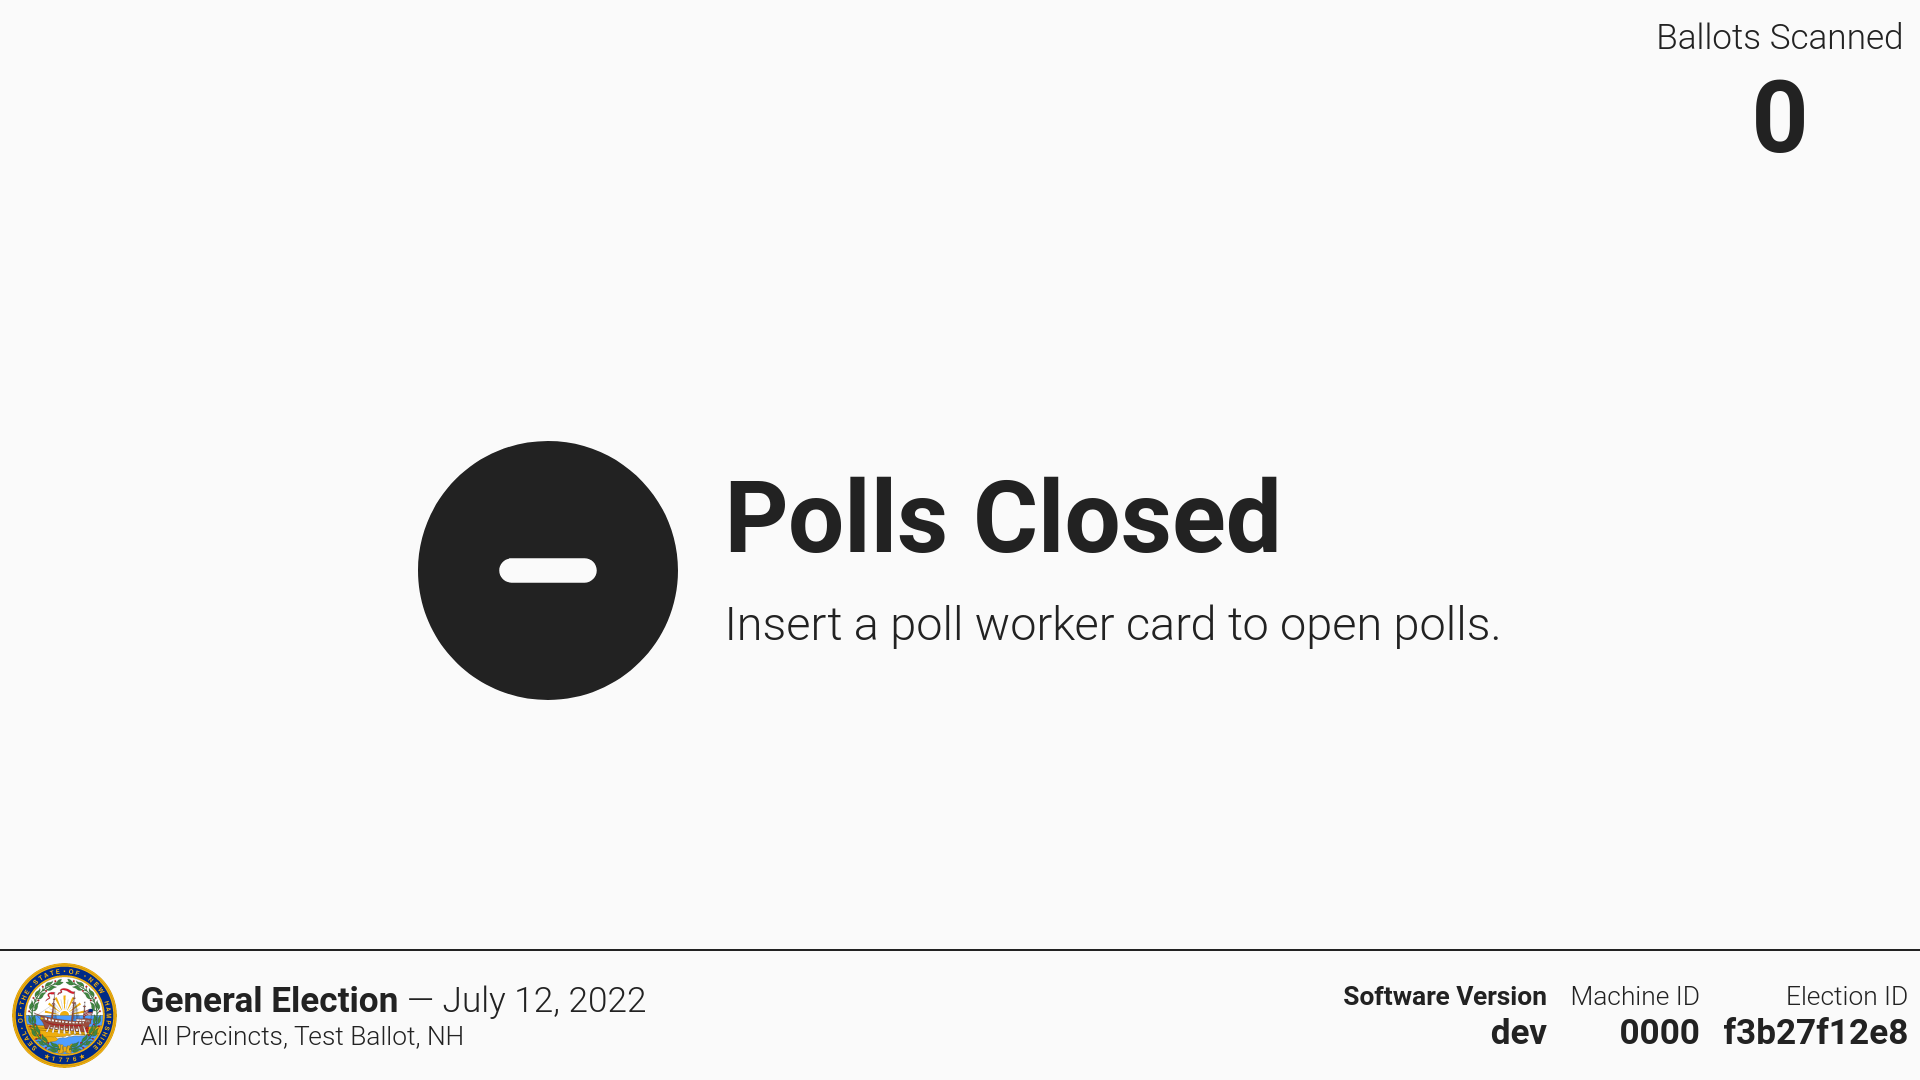 Ballots Scanned
0
Polls Closed
Insert a poll worker card to open polls.
SEAL · OF · THE · STATE · OF · NEW HAMPSHIRE
★ 1776 ★
General Election — July 12, 2022
All Precincts, Test Ballot, NH
Software Version
dev
Machine ID
0000
Election ID
f3b27f12e8